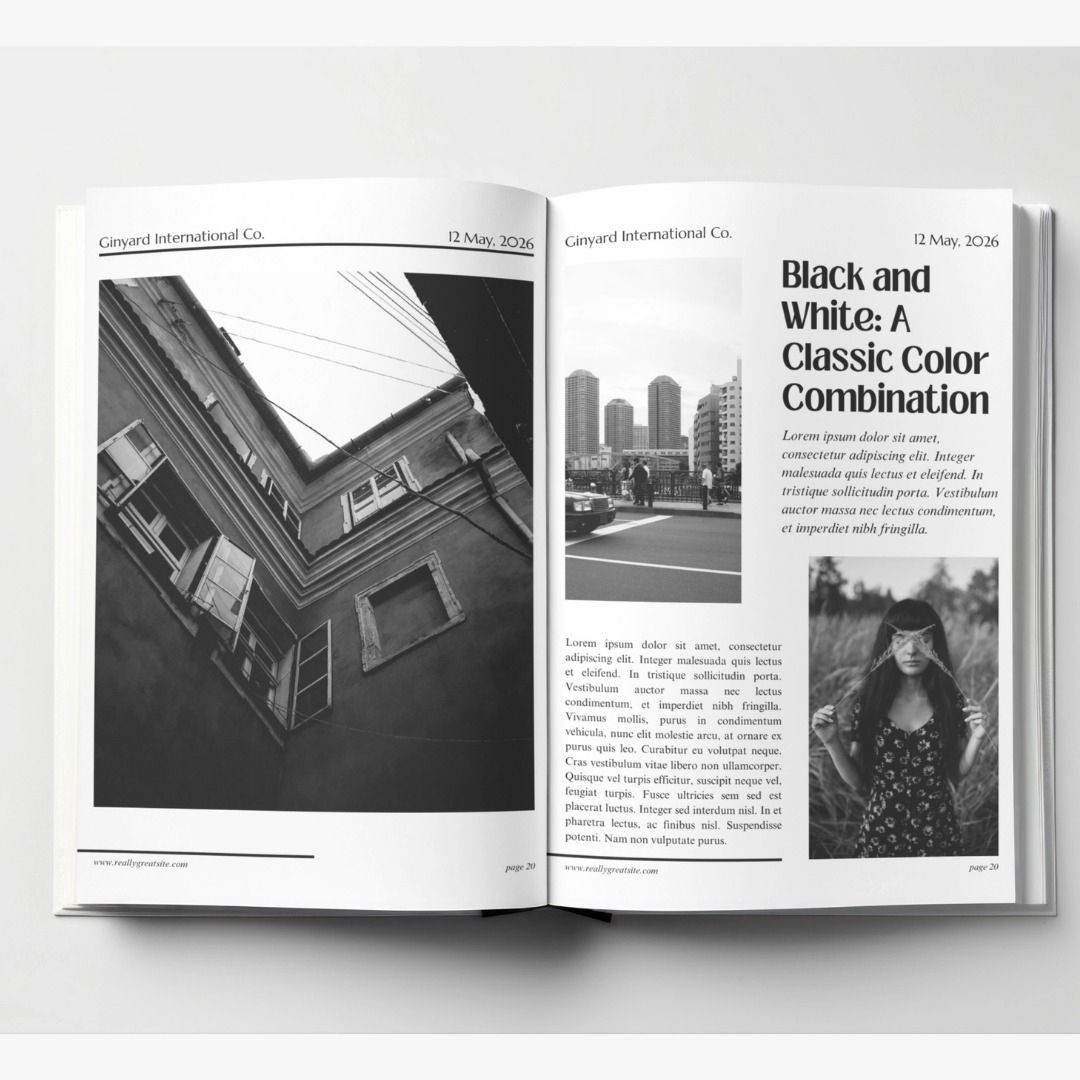 Ginyard International Co.
12 May, 2026
www.reallygreatsite.com
page 20
Ginyard International Co.
12 May, 2026
Black and
White: A
Classic Color
Combination
Lorem ipsum dolor sit amet,
consectetur adipiscing elit. Integer
malesuada quis lectus et eleifend. In
tristique sollicitudin porta. Vestibulum
auctor massa nec lectus condimentum,
et imperdiet nibh fringilla.
Lorem ipsum dolor sit amet, consectetur
adipiscing elit. Integer malesuada quis lectus
et eleifend. In tristique sollicitudin porta.
Vestibulum auctor massa nec lectus
condimentum, et imperdiet nibh fringilla.
Vivamus mollis, purus in condimentum
vehicula, nunc elit molestie arcu, at ornare ex
purus quis leo. Curabitur eu volutpat neque.
Cras vestibulum vitae libero non ullamcorper.
Quisque vel turpis efficitur, suscipit neque vel,
feugiat turpis. Fusce ultricies sem sed est
placerat luctus. Integer sed interdum nisl. In et
pharetra lectus, ac finibus nisl. Suspendisse
potenti. Nam non vulputate purus.
www.reallygreatsite.com
page 20